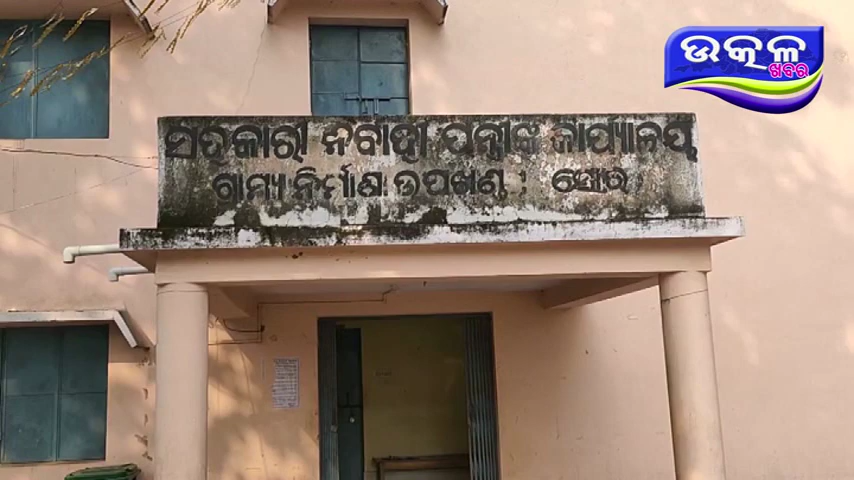 ଉତ୍କଳ
ଖବର
ସହକାରୀ ନିର୍ବାହୀ ଯନ୍ତ୍ରୀଙ୍କ କାର୍ଯ୍ୟାଳୟ
ଗ୍ରାମ୍ୟ ନିର୍ମାଣ ଉପଖଣ୍ଡ : ସୋର